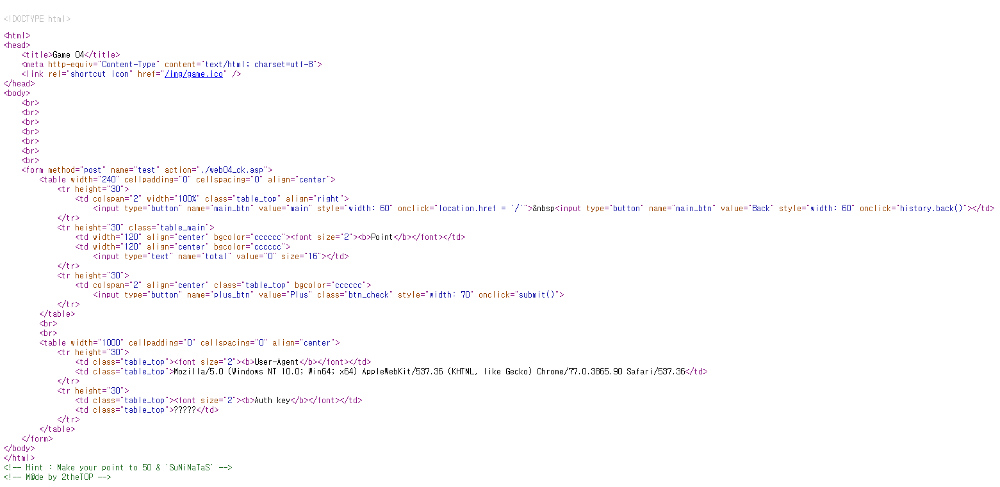 <!DOCTYPE html>
<html>
<head>
    <title>Game 04</title>
    <meta http-equiv="Content-Type" content="text/html; charset=utf-8">
    <link rel="shortcut icon" href="/img/game.ico" />
</head>
<body>
    <br>
    <br>
    <br>
    <br>
    <br>
    <br>
    <br>
    <form method="post" name="test" action="./web04_ck.asp">
        <table width="240" cellpadding="0" cellspacing="0" align="center">
            <tr height="30">
                <td colspan="2" width="100%" class="table_top" align="right">
                    <input type="button" name="main_btn" value="main" style="width: 60" onclick="location.href = '/'">&nbsp<input type="button" name="main_btn" value="Back" style="width: 60" onclick="history.back()"></td>
            </tr>
            <tr height="30" class="table_main">
                <td width="120" align="center" bgcolor="cccccc"><font size="2"><b>Point</b></font></td>
                <td width="120" align="center" bgcolor="cccccc">
                    <input type="text" name="total" value="0" size="16"></td>
            </tr>
            <tr height="30">
                <td colspan="2" align="center" class="table_top" bgcolor="cccccc">
                    <input type="button" name="plus_btn" value="Plus" class="btn_check" style="width: 70" onclick="submit()">
            </tr>
        </table>
        <br>
        <br>
        <table width="1000" cellpadding="0" cellspacing="0" align="center">
            <tr height="30">
                <td class="table_top"><font size="2"><b>User-Agent</b></font></td>
                <td class="table_top">Mozilla/5.0 (Windows NT 10.0; Win64; x64) AppleWebKit/537.36 (KHTML, like Gecko) Chrome/77.0.3865.90 Safari/537.36</td>
            </tr>
            <tr height="30">
                <td class="table_top"><font size="2"><b>Auth key</b></font></td>
                <td class="table_top">?????</td>
            </tr>
        </table>
    </form>
</body>
</html>
<!-- Hint : Make your point to 50 & 'SuNiNaTaS' -->
<!-- M@de by 2theTOP -->